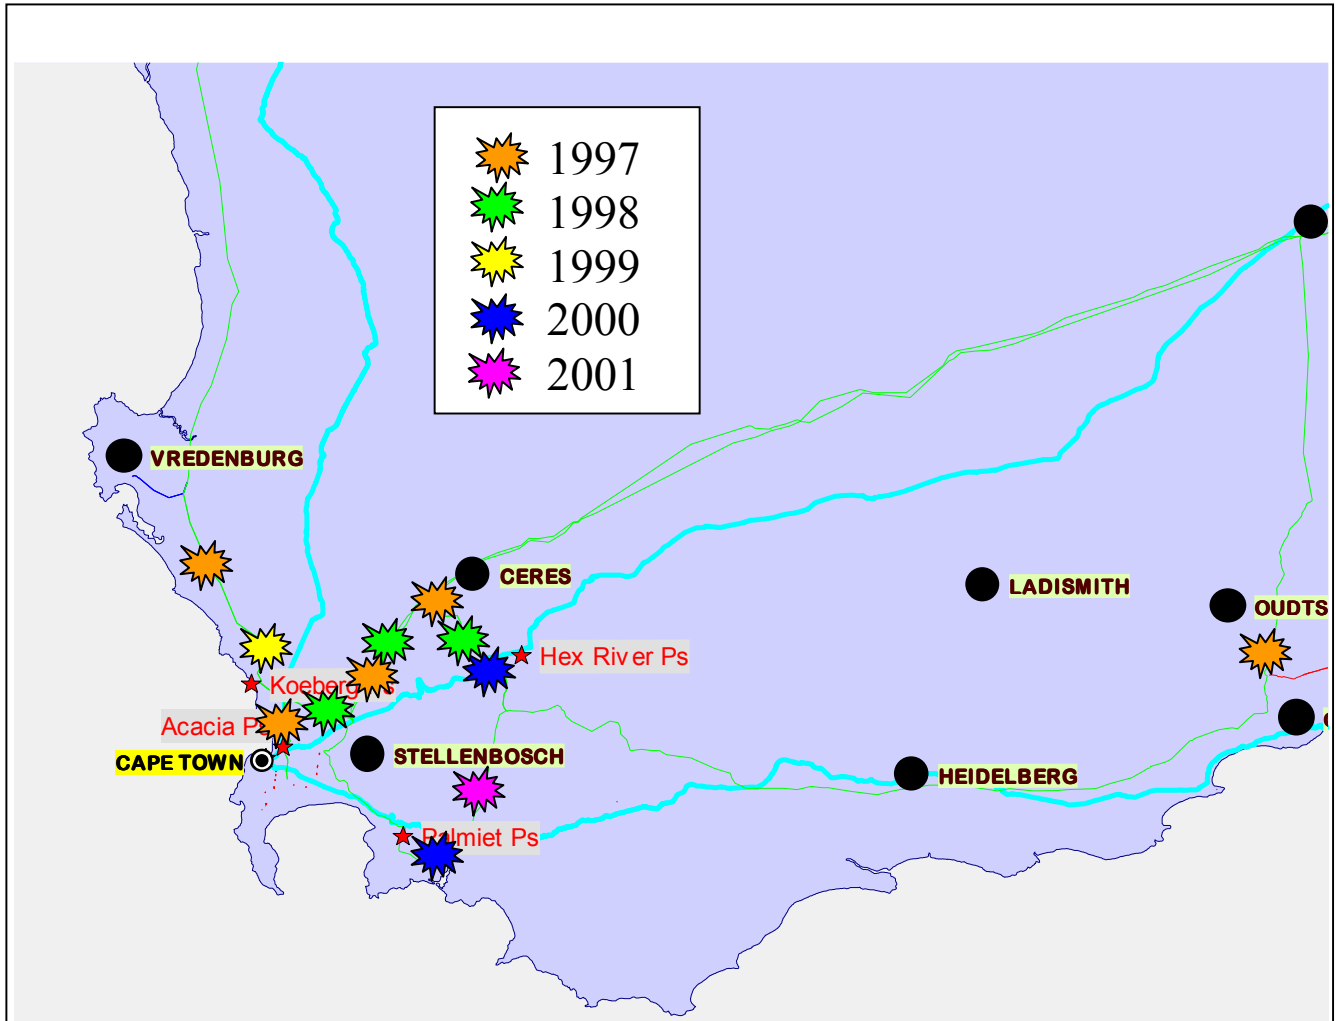 1997
1998
1999
2000
2001
VREDENBURG
CERES
LADISMITH
OUDTS
Hex River Ps
Koeberg
Acacia P
CAPE TOWN
STELLENBOSCH
HEIDELBERG
Palmiet Ps